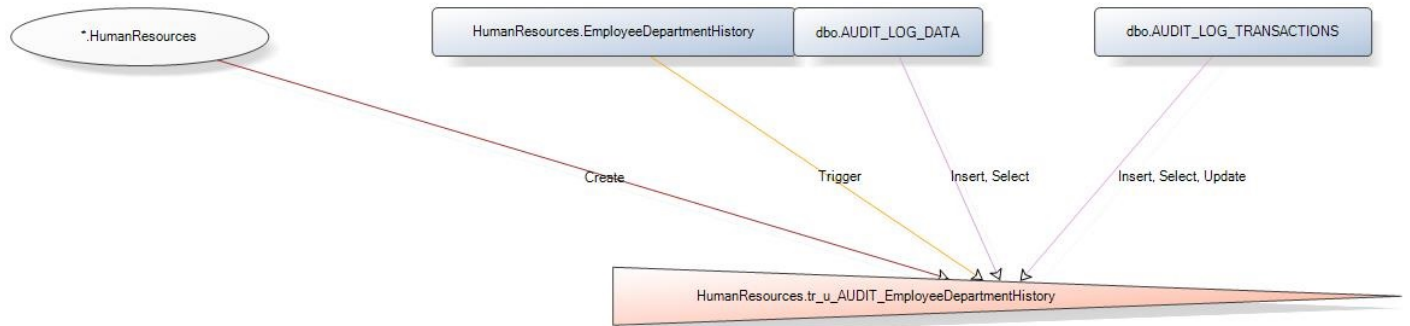 *.HumanResources
HumanResources.EmployeeDepartmentHistory
dbo.AUDIT_LOG_DATA
dbo.AUDIT_LOG_TRANSACTIONS
Create
Trigger
Insert, Select
Insert, Select, Update
HumanResources.tr_u_AUDIT_EmployeeDepartmentHistory